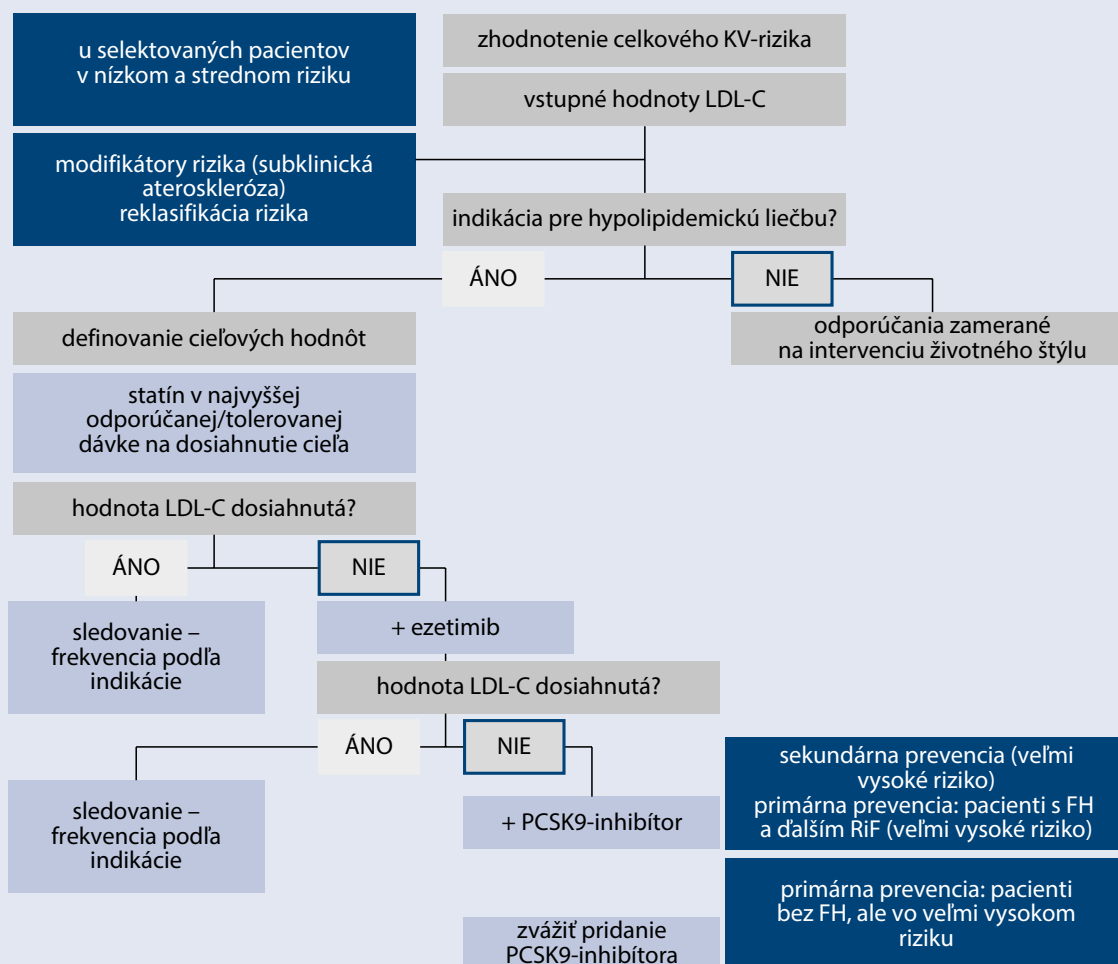 u selektovaných pacientov
v nízkom a strednom riziku
zhodnotenie celkového KV-rizika
vstupné hodnoty LDL-C
modifikátory rizika (subklinická
ateroskleróza)
reklasifikácia rizika
indikácia pre hypolipidemickú liečbu?
ÁNO
NIE
definovanie cieľových hodnôt
odporúčania zamerané
na intervenciu životného štýlu
statín v najvyššej
odporúčanej/tolerovanej
dávke na dosiahnutie cieľa
hodnota LDL-C dosiahnutá?
ÁNO
NIE
sledovanie –
frekvencia podľa
indikácie
+ ezetimib
hodnota LDL-C dosiahnutá?
ÁNO
NIE
sledovanie –
frekvencia podľa
indikácie
+ PCSK9-inhibítor
sekundárna prevencia (veľmi
vysoké riziko)
primárna prevencia: pacienti s FH
a ďalším RiF (veľmi vysoké riziko)
zvážiť pridanie
PCSK9-inhibítora
primárna prevencia: pacienti
bez FH, ale vo veľmi vysokom
riziku